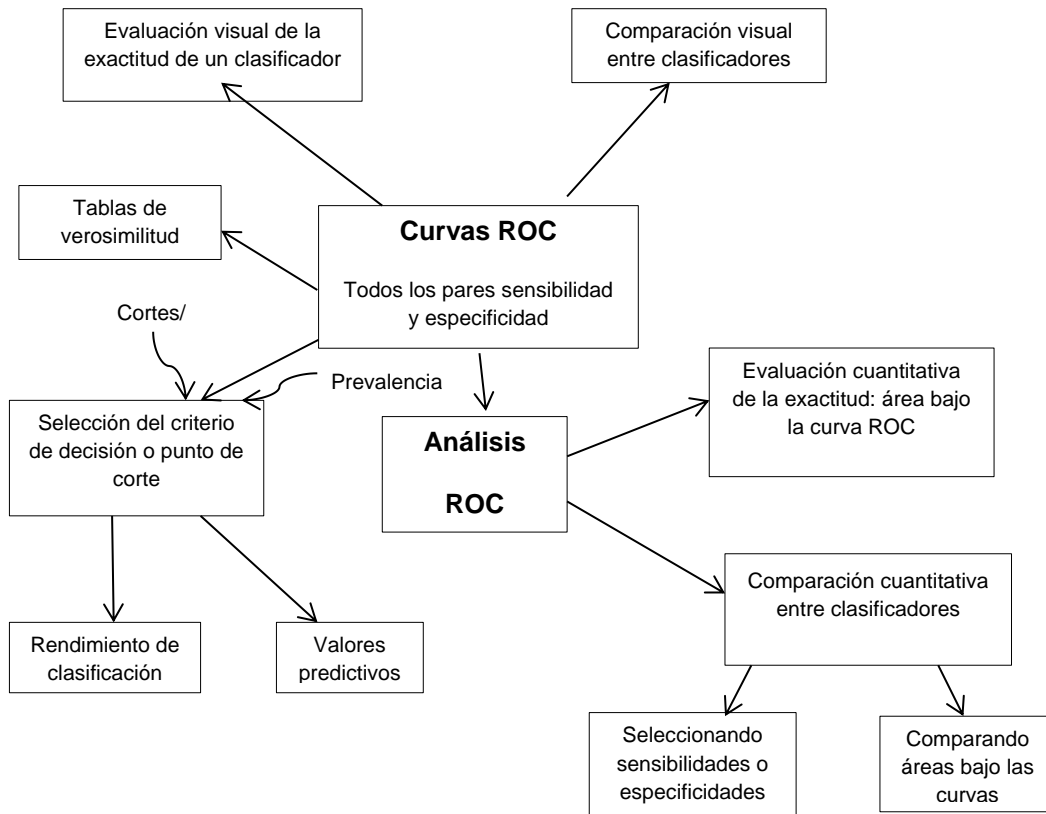 Evaluación visual de la
exactitud de un clasificador
Comparación visual
entre clasificadores
Tablas de
verosimilitud
Curvas ROC
Todos los pares sensibilidad
y especificidad
Cortes/
Prevalencia
Selección del criterio
de decisión o punto de
corte
Análisis
ROC
Evaluación cuantitativa
de la exactitud: área bajo
la curva ROC
Comparación cuantitativa
entre clasificadores
Rendimiento de
clasificación
Valores
predictivos
Seleccionando
sensibilidades o
especificidades
Comparando
áreas bajo las
curvas